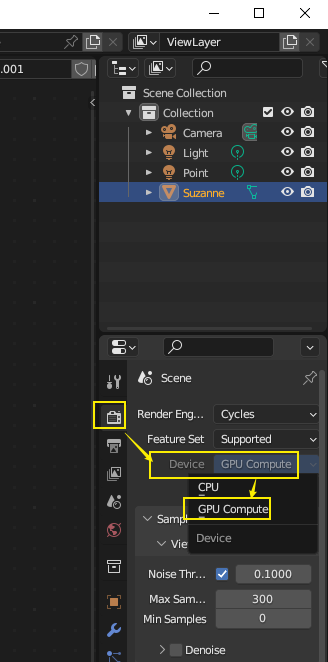 ViewLayer
.001
Scene Collection
Collection
Camera
Light
Point
Suzanne
Scene
Render Eng... Cycles
Feature Set Supported
Device GPU Compute
CPU
GPU Compute
Device
Samp
Vie
Noise Thr... 0.1000
Max Sam... 300
Min Samples 0
Denoise